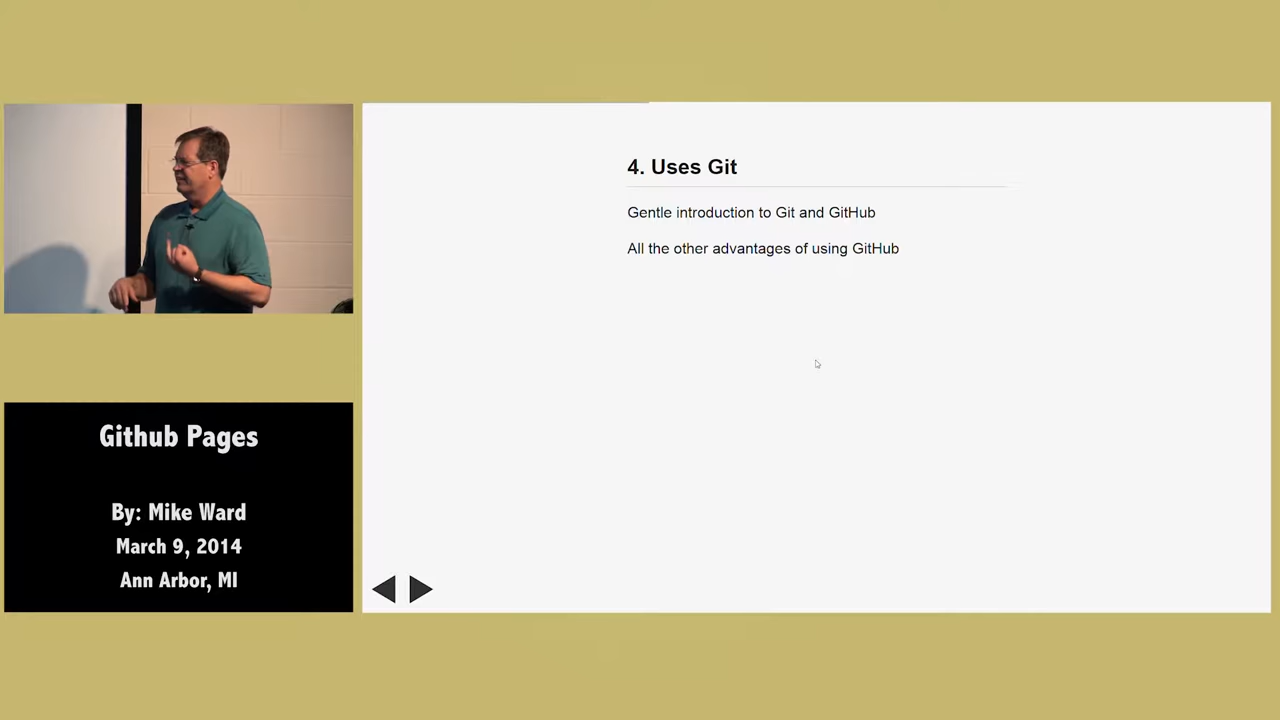 4. Uses Git
Gentle introduction to Git and GitHub
All the other advantages of using GitHub
Github Pages
By: Mike Ward
March 9, 2014
Ann Arbor, MI